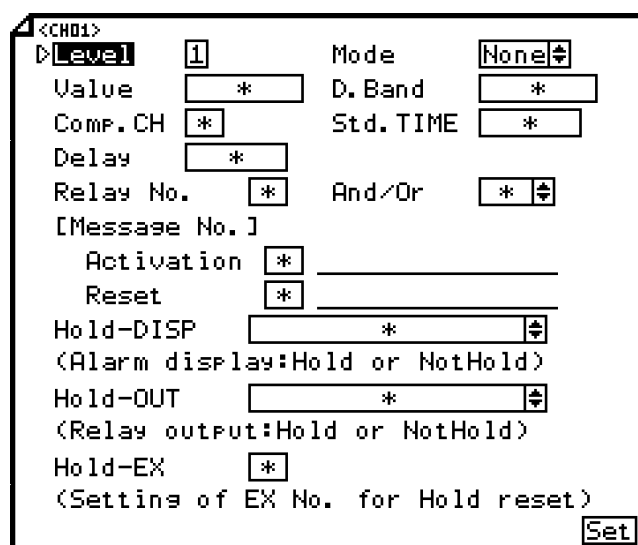 <CH01>
Level 1 Mode None
Value * D.Band *
Comp.CH * Std.TIME *
Delay *
Relay No. * And/Or *
[Message No.]
Activation *
Reset *
Hold-DISP *
(Alarm display:Hold or NotHold)
Hold-OUT *
(Relay output:Hold or NotHold)
Hold-EX *
(Setting of EX No. for Hold reset)
Set